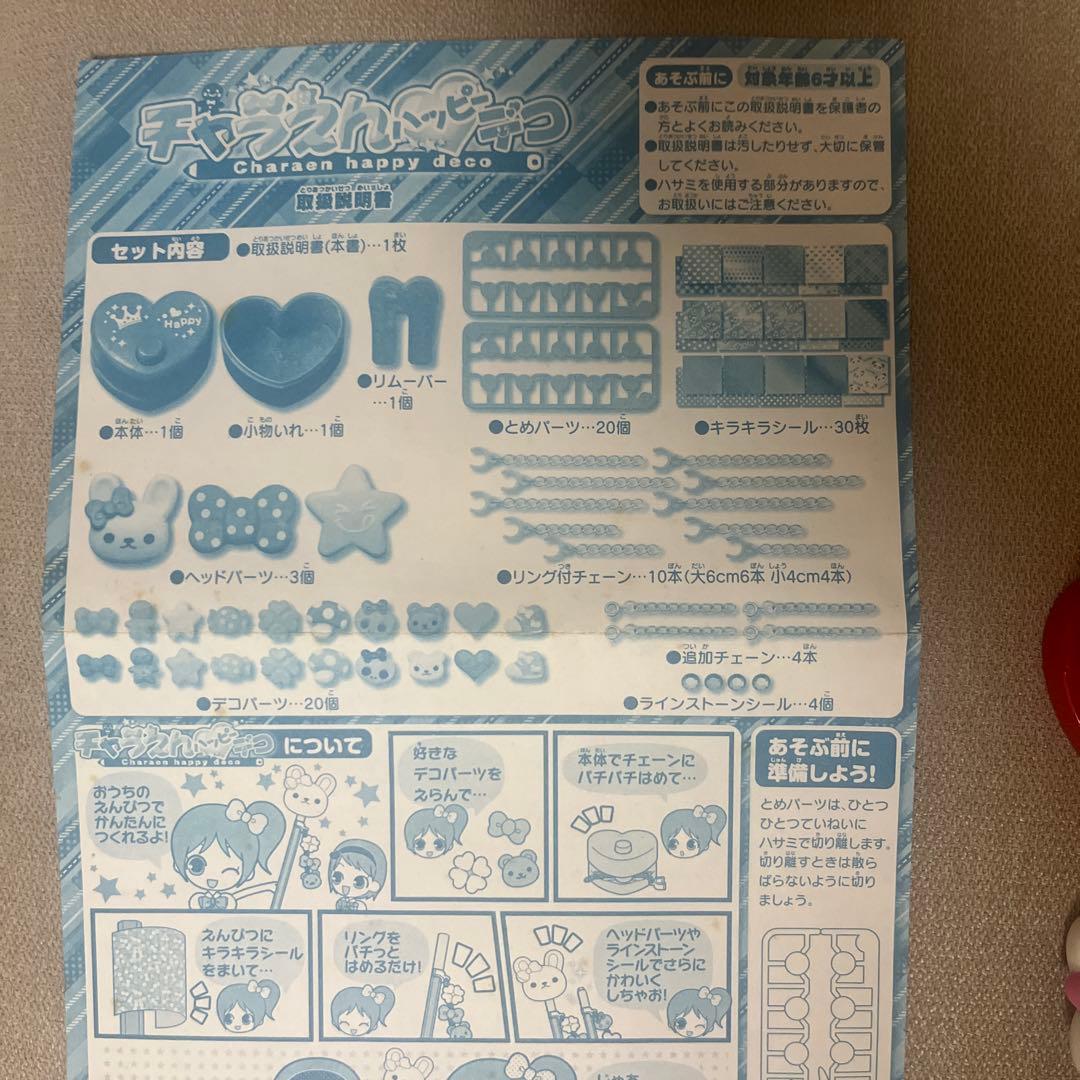 チャラえんハッピーデコ
Charaen happy deco
取扱説明書
あそぶ前に 対象年齢6才以上
●あそぶ前にこの取扱説明書を保護者の
方とよくお読みください。
●取扱説明書は汚したりせず、大切に保管
してください。
●ハサミを使用する部分がありますので、
お取扱いにはご注意ください。
セット内容
●取扱説明書(本書)…1枚
Happy
●本体…1個
●小物いれ…1個
●リムーバー
…1個
●とめパーツ…20個
●キラキラシール…30枚
●ヘッドパーツ…3個
●リング付チェーン…10本(大6cm6本 小4cm4本)
●デコパーツ…20個
●追加チェーン…4本
●ラインストーンシール…4個
チャラえんハッピーデコ について
Charaen happy deco
おうちの
えんぴつで
かんたんに
つくれるよ!
好きな
デコパーツを
えらんで…
本体でチェーンに
パチパチはめて…
えんぴつに
キラキラシール
をまいて…
リングを
パチっと
はめるだけ!
ヘッドパーツや
ラインストーン
シールでさらに
かわいく
しちゃお!
あそぶ前に
準備しよう!
とめパーツは、ひとつ
ひとつていねいに
ハサミで切り離します。
切り離すときは散ら
ばらないように切り
ましょう。
じゃあ